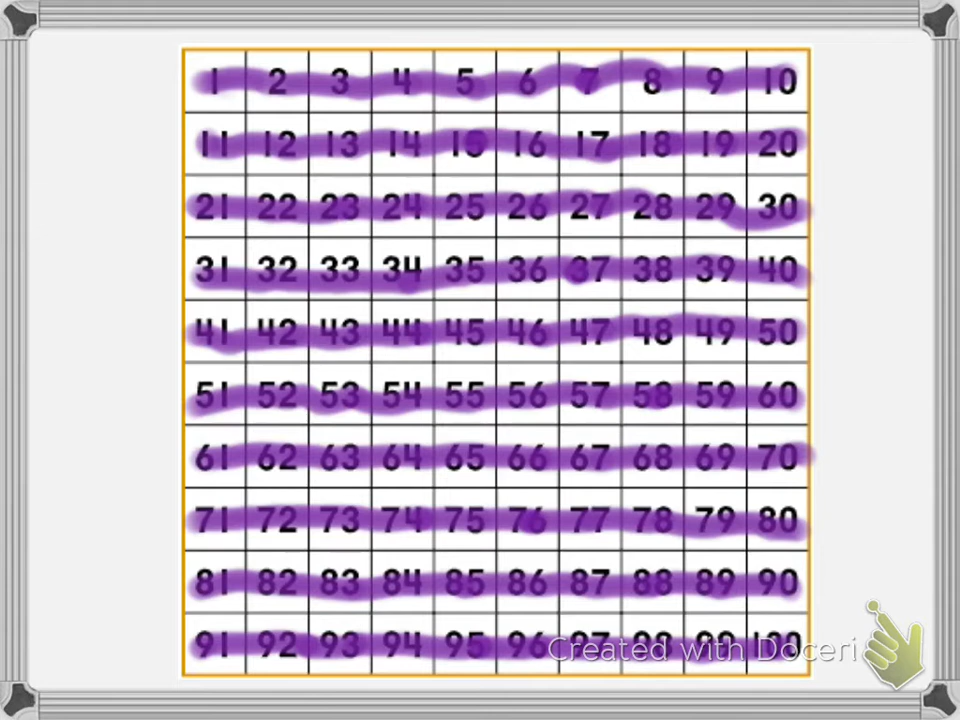 1 2 3 4 5 6 7 8 9 10
11 12 13 14 15 16 17 18 19 20
21 22 23 24 25 26 27 28 29 30
31 32 33 34 35 36 37 38 39 40
41 42 43 44 45 46 47 48 49 50
51 52 53 54 55 56 57 58 59 60
61 62 63 64 65 66 67 68 69 70
71 72 73 74 75 76 77 78 79 80
81 82 83 84 85 86 87 88 89 90
91 92 93 94 95 96 97 98 99 100
Created with Doceri